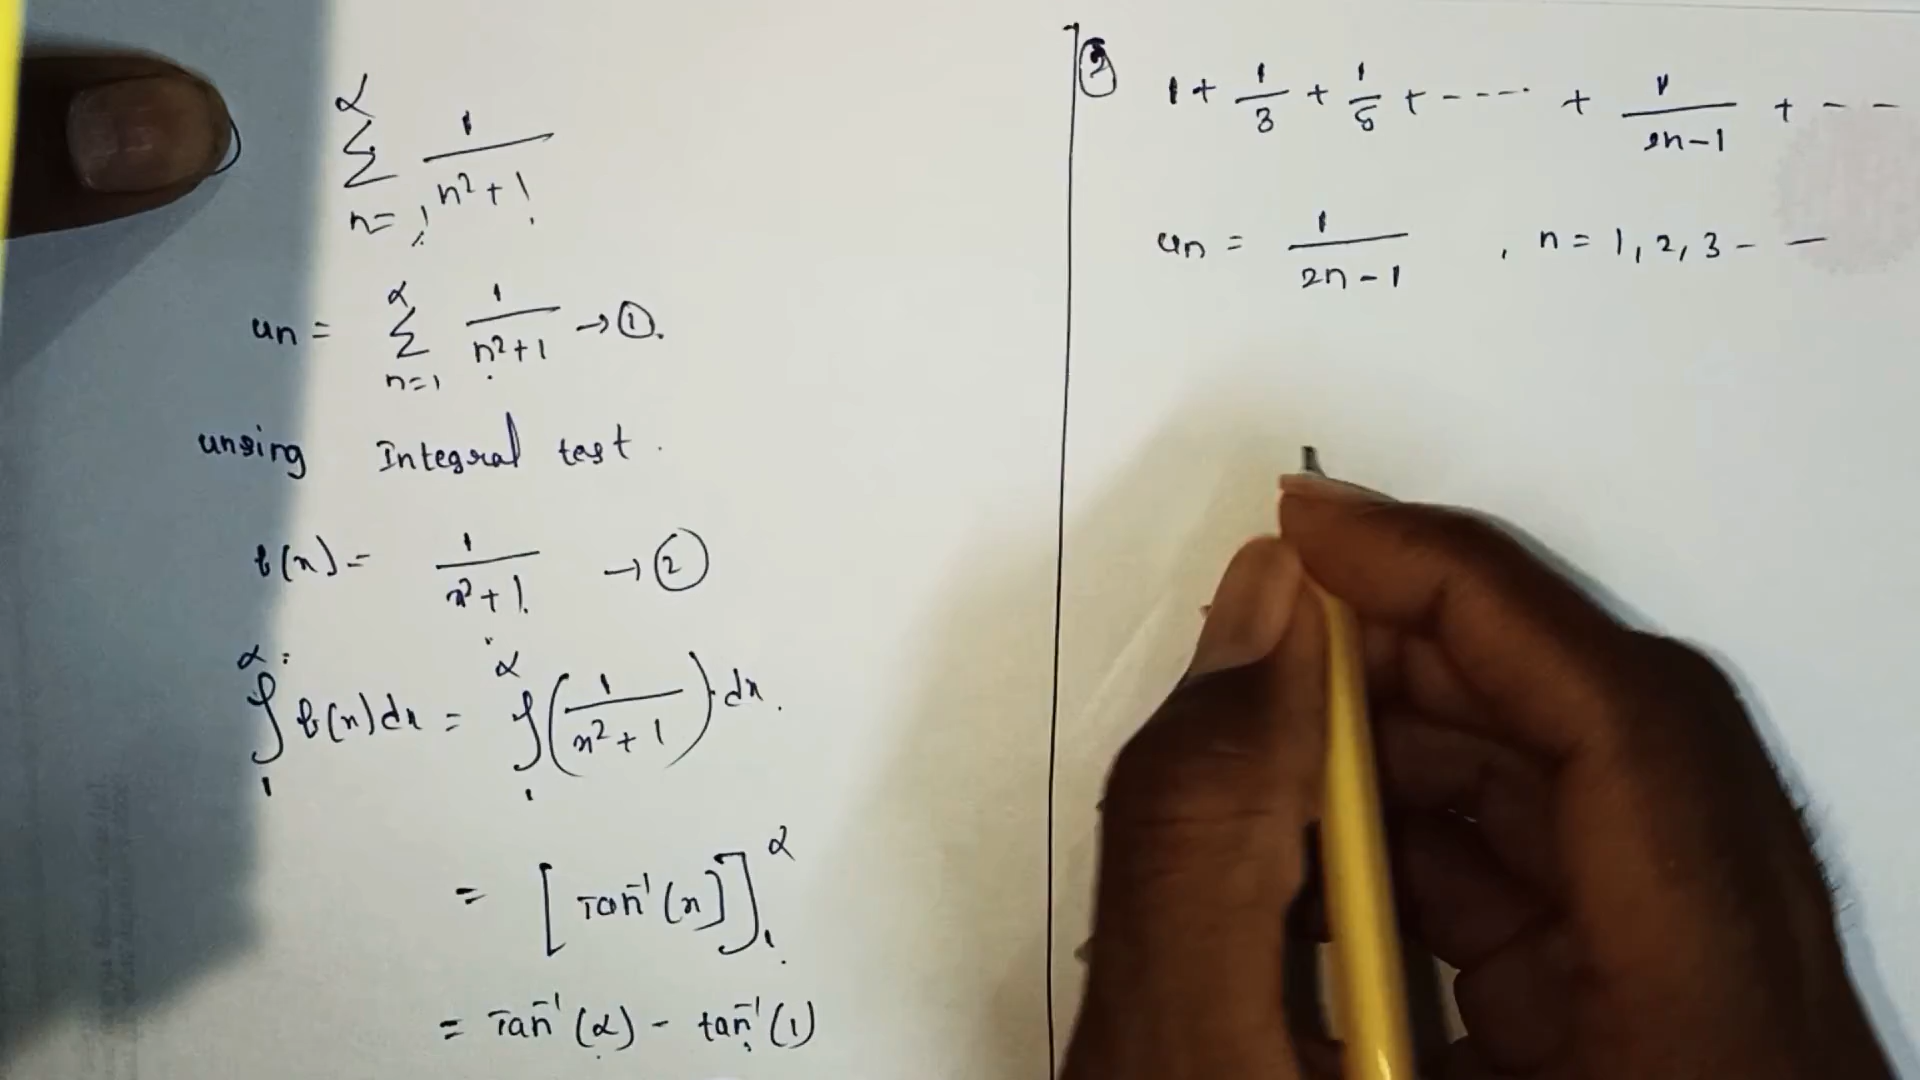 α
Σ 1/(n²+1)
n=1
un = Σ_{n=1}^{α} 1/(n²+1) → ①.
unsing Integral test.
f(x) = 1/(x²+1) → ②
∫_1^α f(x)dx = ∫_1^α (1/(x²+1)) dx.
= [Tan⁻¹(x)]_1^α
= Tan⁻¹(α) - tan⁻¹(1)
② 1 + 1/3 + 1/5 + ---- + 1/(2n-1) + - -
un = 1/(2n-1) , n = 1, 2, 3 - -